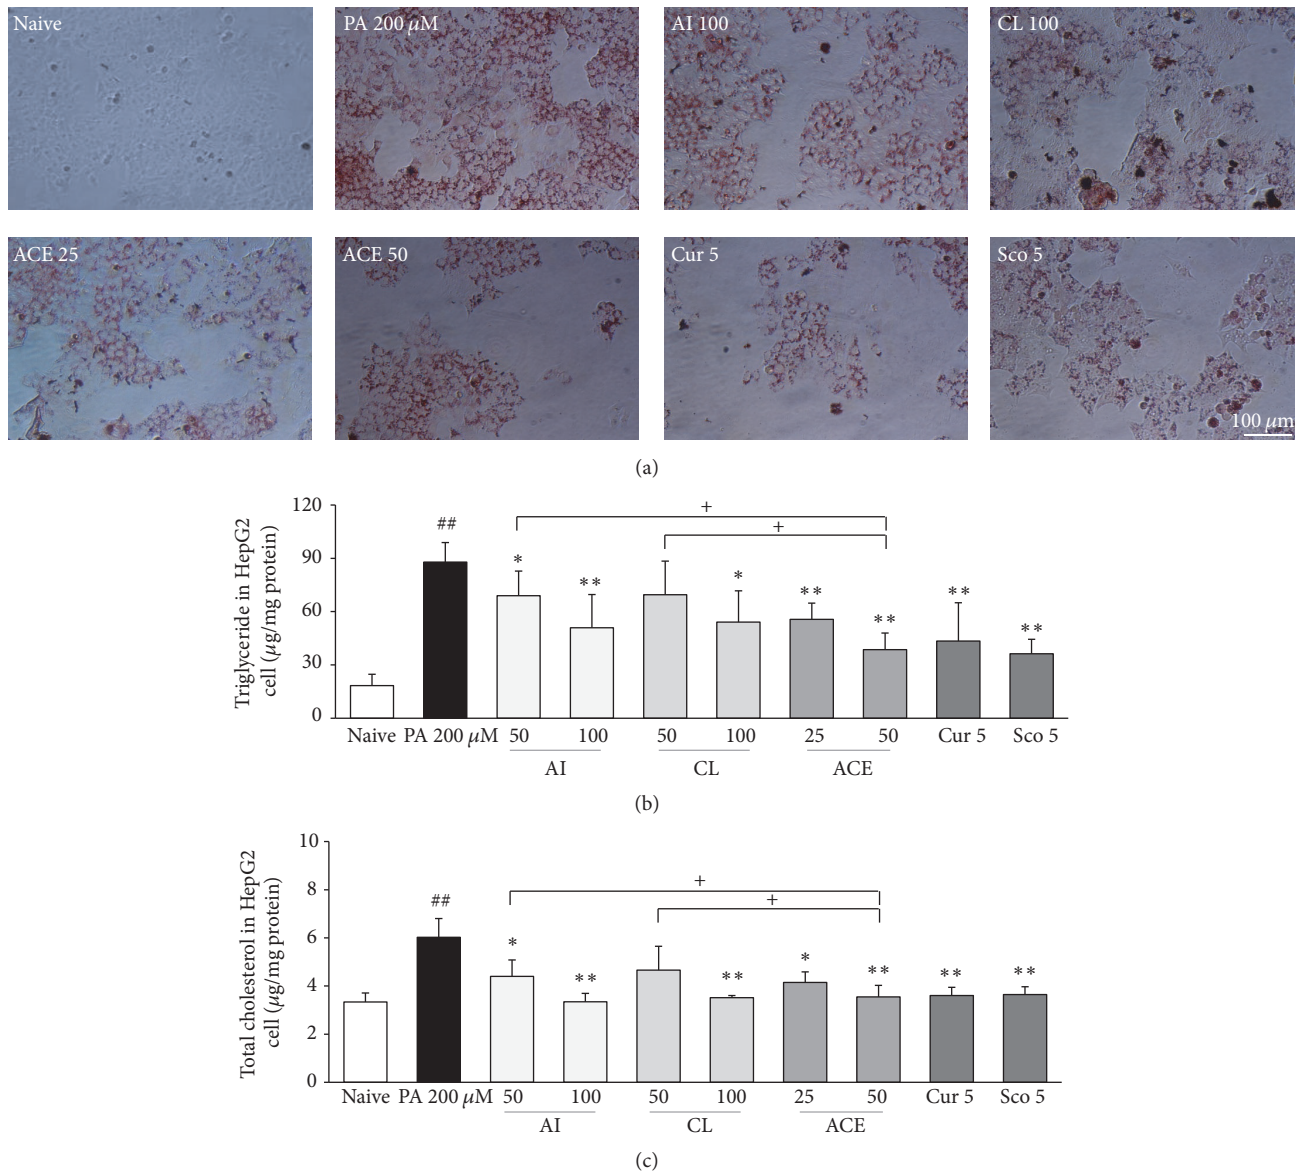 Naive PA 200 μM AI 100 CL 100
ACE 25 ACE 50 Cur 5 Sco 5
100 μm
(a)
Triglyceride in HepG2
cell (μg/mg protein)
120
90
60
30
0
##
*
**
*
**
**
**
**
+
+
Naive PA 200 μM 50 100 50 100 25 50 Cur 5 Sco 5
AI CL ACE
(b)
Total cholesterol in HepG2
cell (μg/mg protein)
10
8
6
4
2
0
##
*
**
**
*
**
**
**
+
+
Naive PA 200 μM 50 100 50 100 25 50 Cur 5 Sco 5
AI CL ACE
(c)